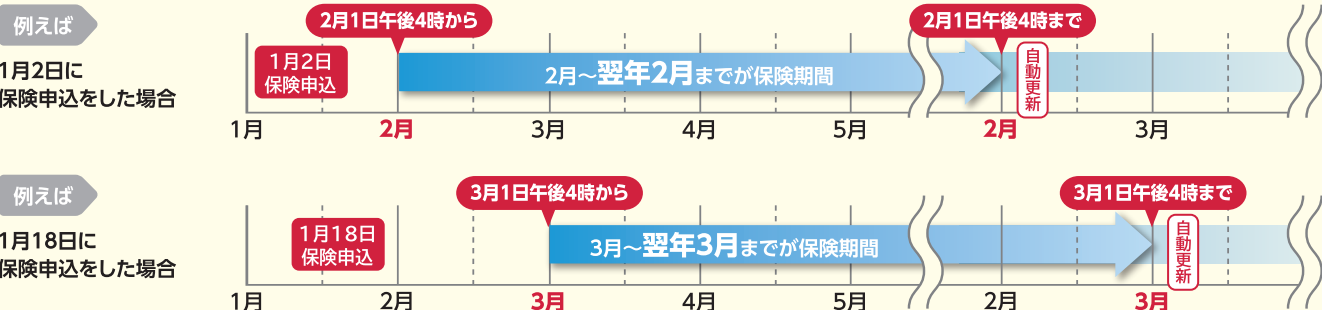 例えば
1月2日に
保険申込をした場合
2月1日午後4時から
2月1日午後4時まで
1月2日
保険申込
2月～翌年2月までが保険期間
自動更新
1月
2月
3月
4月
5月
2月
3月
例えば
1月18日に
保険申込をした場合
3月1日午後4時から
3月1日午後4時まで
1月18日
保険申込
3月～翌年3月までが保険期間
自動更新
1月
2月
3月
4月
5月
2月
3月